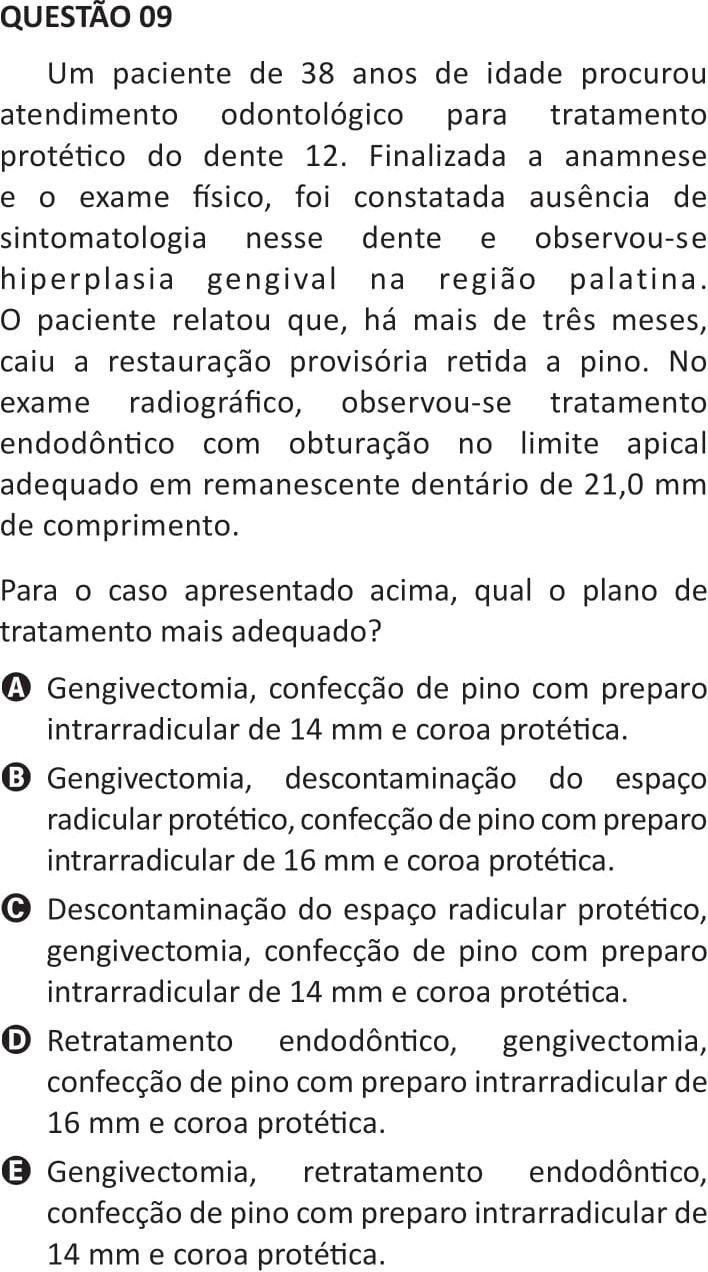 QUESTÃO 09
Um paciente de 38 anos de idade procurou
atendimento odontológico para tratamento
protético do dente 12. Finalizada a anamnese
e o exame físico, foi constatada ausência de
sintomatologia nesse dente e observou-se
hiperplasia gengival na região palatina.
O paciente relatou que, há mais de três meses,
caiu a restauração provisória retida a pino. No
exame radiográfico, observou-se tratamento
endodôntico com obturação no limite apical
adequado em remanescente dentário de 21,0 mm
de comprimento.
Para o caso apresentado acima, qual o plano de
tratamento mais adequado?
A Gengivectomia, confecção de pino com preparo
intrarradicular de 14 mm e coroa protética.
B Gengivectomia, descontaminação do espaço
radicular protético, confecção de pino com preparo
intrarradicular de 16 mm e coroa protética.
C Descontaminação do espaço radicular protético,
gengivectomia, confecção de pino com preparo
intrarradicular de 14 mm e coroa protética.
D Retratamento endodôntico, gengivectomia,
confecção de pino com preparo intrarradicular de
16 mm e coroa protética.
E Gengivectomia, retratamento endodôntico,
confecção de pino com preparo intrarradicular de
14 mm e coroa protética.